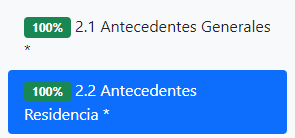 100% 2.1 Antecedentes Generales
*
100% 2.2 Antecedentes
Residencia *